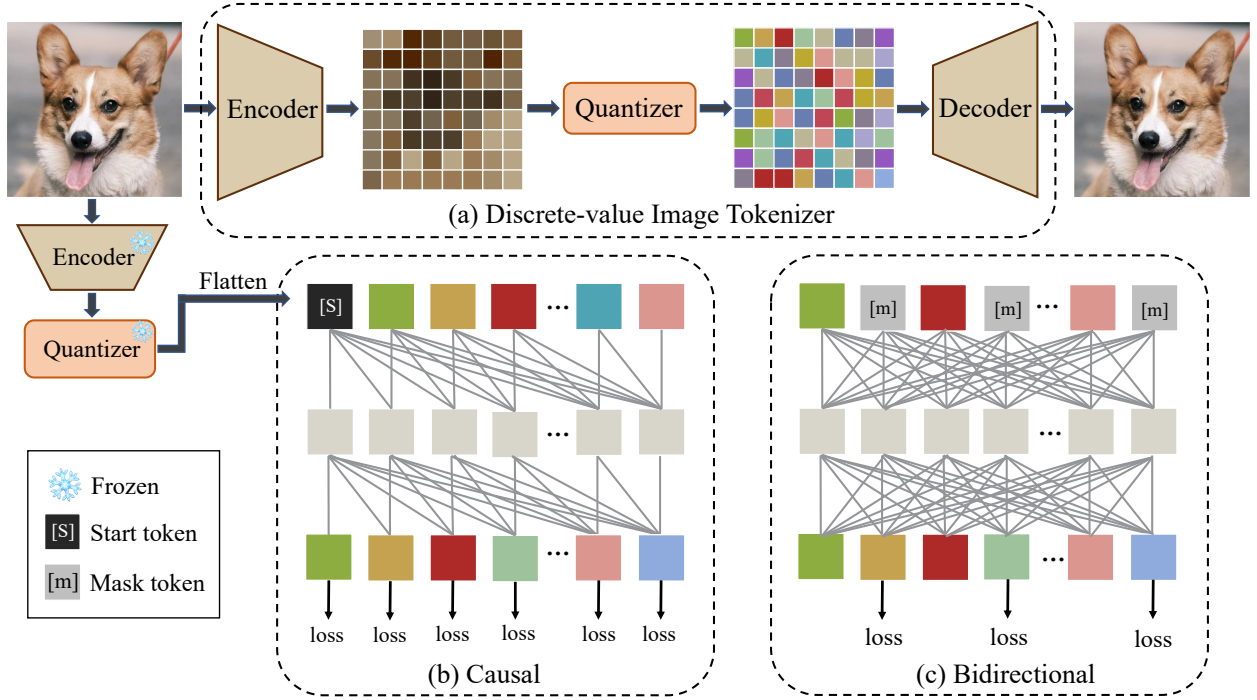 Encoder
Quantizer
Decoder
(a) Discrete-value Image Tokenizer
Encoder
Flatten
Quantizer
[S]
...
[m]
[m]
...
[m]
...
...
Frozen
[S] Start token
[m] Mask token
...
...
loss loss loss loss loss loss
loss loss loss
(b) Causal
(c) Bidirectional